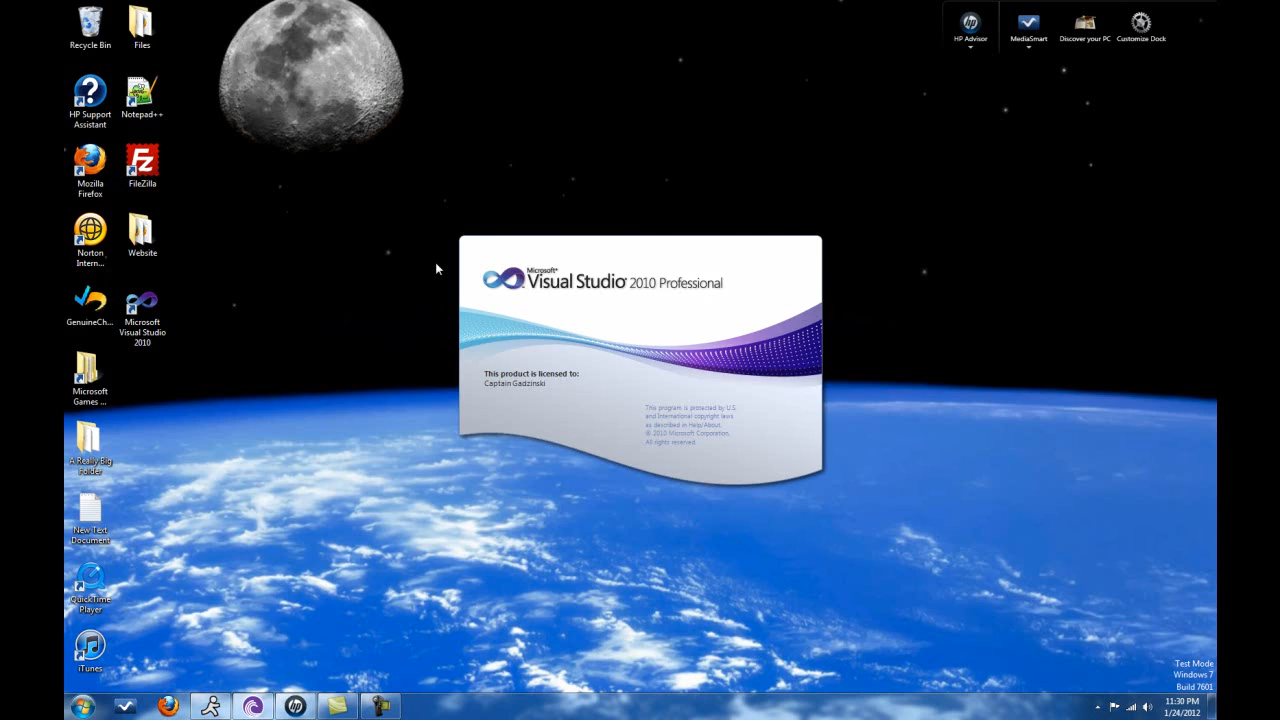 Recycle Bin
Files
HP Support
Assistant
Notepad++
Mozilla
Firefox
FileZilla
Norton
Intern...
Website
GenuineCh...
Microsoft
Visual Studio
2010
Microsoft
Games ...
A Really Big
Folder
New Text
Document
QuickTime
Player
iTunes
HP Advisor
MediaSmart
Discover your PC
Customize Dock
Microsoft®
Visual Studio® 2010 Professional
This product is licensed to:
Captain Gadzinski
This program is protected by U.S.
and International copyright laws
as described in Help/About.
© 2010 Microsoft Corporation.
All rights reserved.
Test Mode
Windows 7
Build 7601
11:30 PM
1/24/2012